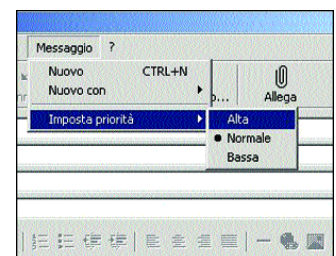 Messaggio ?
Nuovo CTRL+N
Nuovo con
Imposta priorità
Allega
Alta
Normale
Bassa